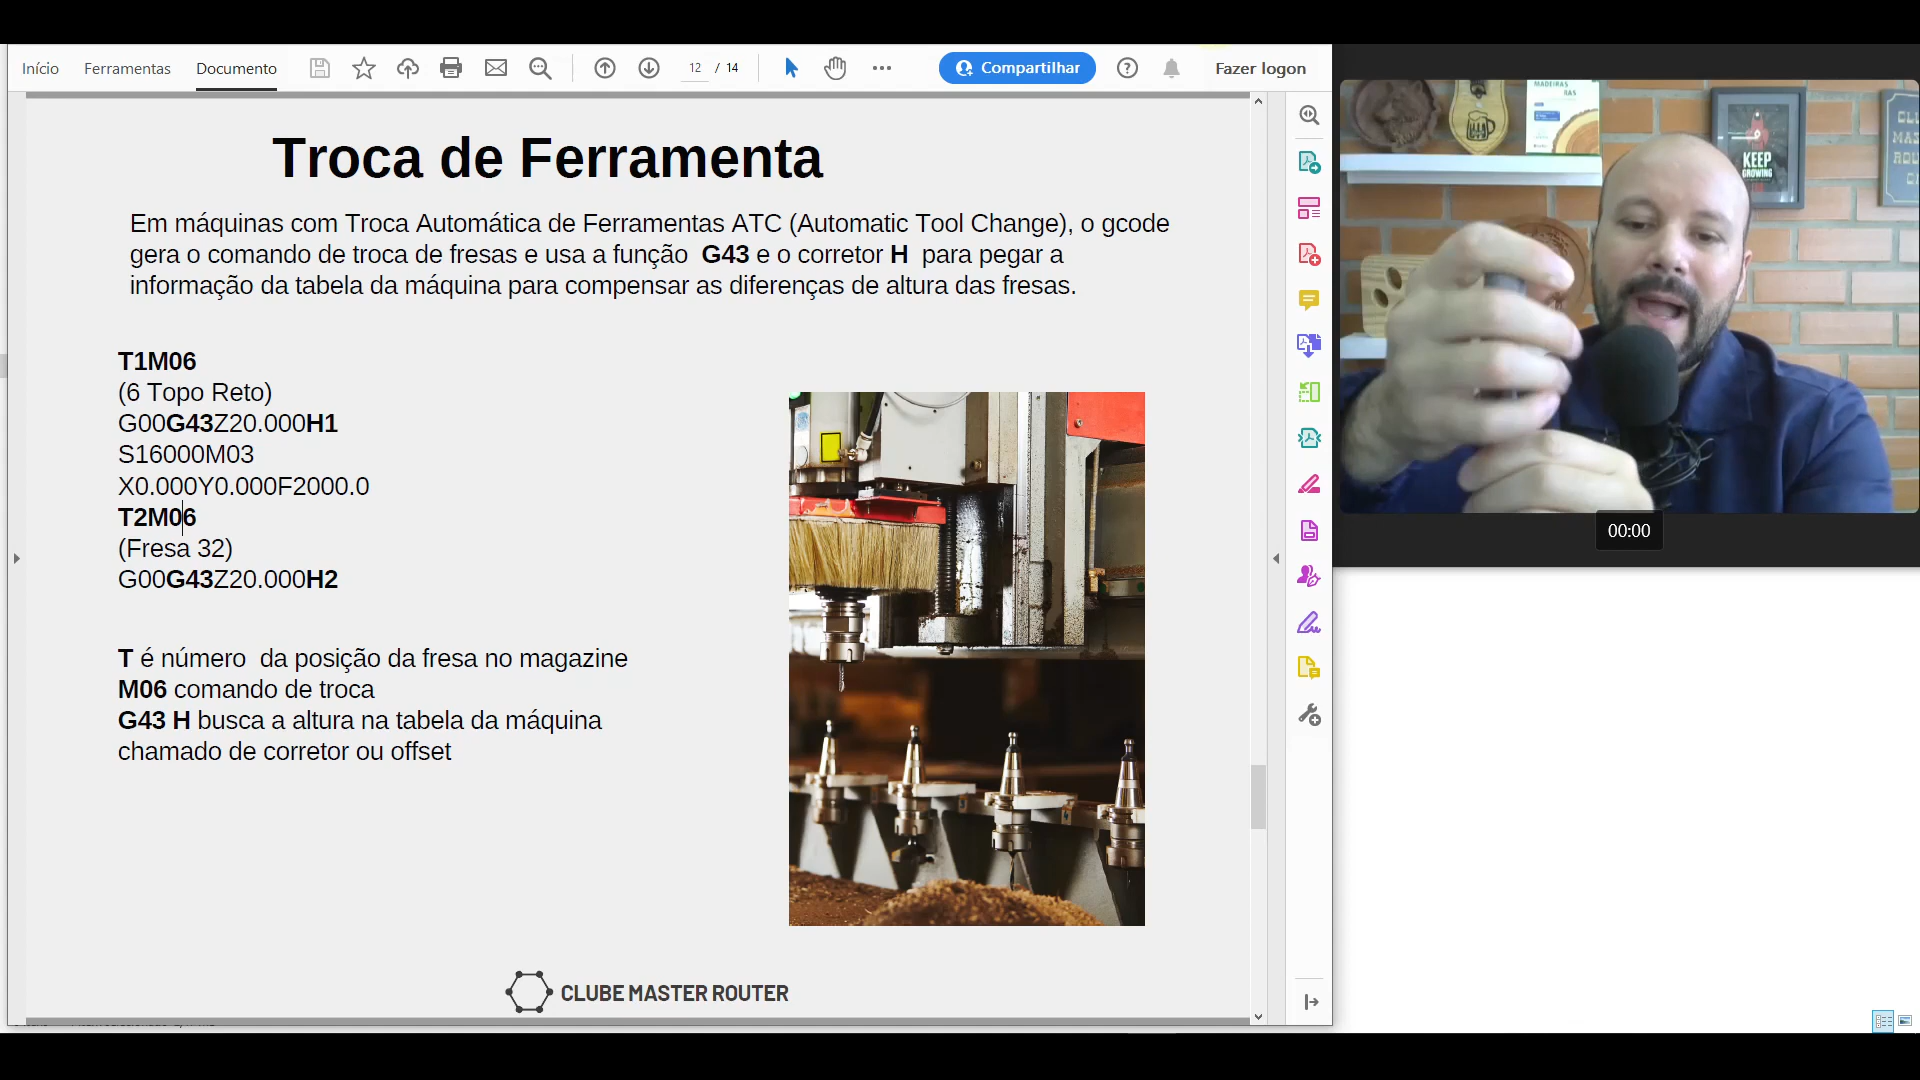 Início Ferramentas Documento 12 / 14 Compartilhar Fazer logon
Troca de Ferramenta
Em máquinas com Troca Automática de Ferramentas ATC (Automatic Tool Change), o gcode
gera o comando de troca de fresas e usa a função G43 e o corretor H para pegar a
informação da tabela da máquina para compensar as diferenças de altura das fresas.
T1M06
(6 Topo Reto)
G00G43Z20.000H1
S16000M03
X0.000Y0.000F2000.0
T2M06
(Fresa 32)
G00G43Z20.000H2
T é número da posição da fresa no magazine
M06 comando de troca
G43 H busca a altura na tabela da máquina
chamado de corretor ou offset
CLUBE MASTER ROUTER
MADEIRAS
KEEP
GROWING
00:00